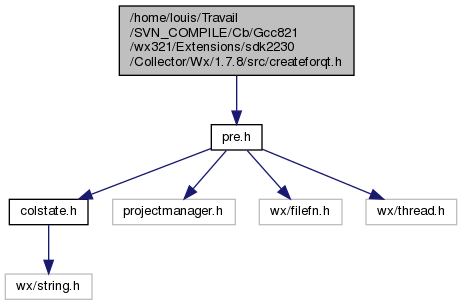 /home/louis/Travail
/SVN_COMPILE/Cb/Gcc821
/wx321/Extensions/sdk2230
/Collector/Wx/1.7.8/src/createforqt.h
pre.h
colstate.h
projectmanager.h
wx/filefn.h
wx/thread.h
wx/string.h